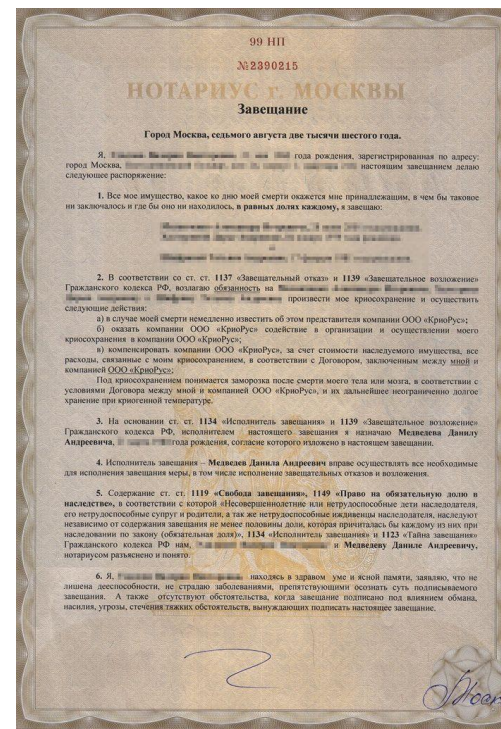 99 НП
№2390215
НОТАРИУС г. МОСКВЫ
Завещание
Город Москва, седьмого августа две тысячи шестого года.
Я, года рождения, зарегистрированная по адресу:
город Москва, настоящим завещанием делаю
следующее распоряжение:
1. Все мое имущество, какое ко дню моей смерти окажется мне принадлежащим, в чем бы таковое
ни заключалось и где бы оно ни находилось, в равных долях каждому, я завещаю:
и
2. В соответствии со ст. ст. 1137 «Завещательный отказ» и 1139 «Завещательное возложение»
Гражданского кодекса РФ, возлагаю обязанность на
произвести мое криосохранение и осуществить
следующие действия:
а) в случае моей смерти немедленно известить об этом представителя компании ООО «КриоРус»;
б) оказать компании ООО «КриоРус» содействие в организации и осуществлении моего
криосохранения в компании ООО «КриоРус»;
в) компенсировать компании ООО «КриоРус», за счет стоимости наследуемого имущества, все
расходы, связанные с моим криосохранением, в соответствии с Договором, заключенным между мной и
компанией ООО «КриоРус»;
Под криосохранением понимается заморозка после смерти моего тела или мозга, в соответствии с
условиями Договора между мной и компанией ООО «КриоРус», и их дальнейшее неограниченно долгое
хранение при криогенной температуре.
3. На основании ст. ст. 1134 «Исполнитель завещания» и 1139 «Завещательное возложение»
Гражданского кодекса РФ, исполнителем настоящего завещания я назначаю Медведева Данилу
Андреевича, года рождения, согласие которого изложено в настоящем завещании.
4. Исполнитель завещания – Медведев Данила Андреевич вправе осуществлять все необходимые
для исполнения завещания меры, в том числе исполнение завещательных отказов и возложения.
5. Содержание ст. ст. 1119 «Свобода завещания», 1149 «Право на обязательную долю в
наследстве», в соответствии с которой «Несовершеннолетние или нетрудоспособные дети наследодателя,
его нетрудоспособные супруг и родители, а так же нетрудоспособные иждивенцы наследодателя, наследуют
независимо от содержания завещания не менее половины доли, которая причиталась бы каждому из них при
наследовании по закону (обязательная доля)», 1134 «Исполнитель завещания» и 1123 «Тайна завещания»
Гражданского кодекса РФ нам, и Медведеву Даниле Андреевичу,
нотариусом разъяснено и понято.
6. Я, находясь в здравом уме и ясной памяти, заявляю, что не
лишена дееспособности, не страдаю заболеваниями, препятствующими осознать суть подписываемого
завещания. А также отсутствуют обстоятельства, когда завещание подписано под влиянием обмана,
насилия, угрозы, стечения тяжких обстоятельств, вынуждающих подписать настоящее завещание.